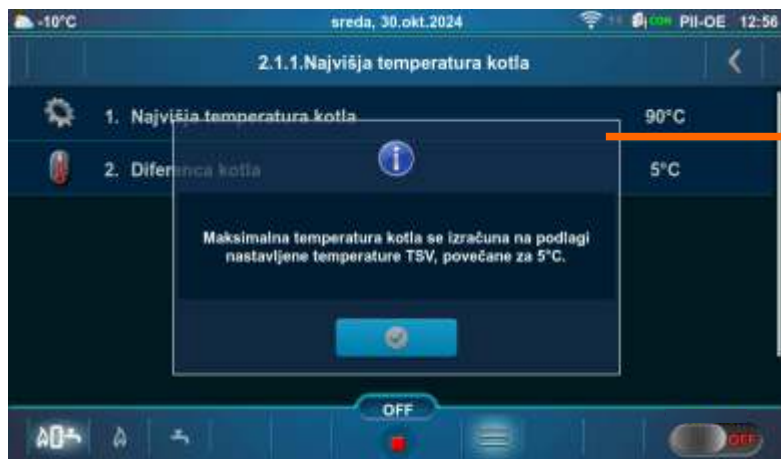 -10°C sreda, 30.okt.2024 PII-OE 12:56
2.1.1.Najvišja temperatura kotla
1. Najvišja temperatura kotla 90°C
2. Diferenca kotla 5°C
Maksimalna temperatura kotla se izračuna na podlagi
nastavljene temperature TSV, povečane za 5°C.
OFF
OFF